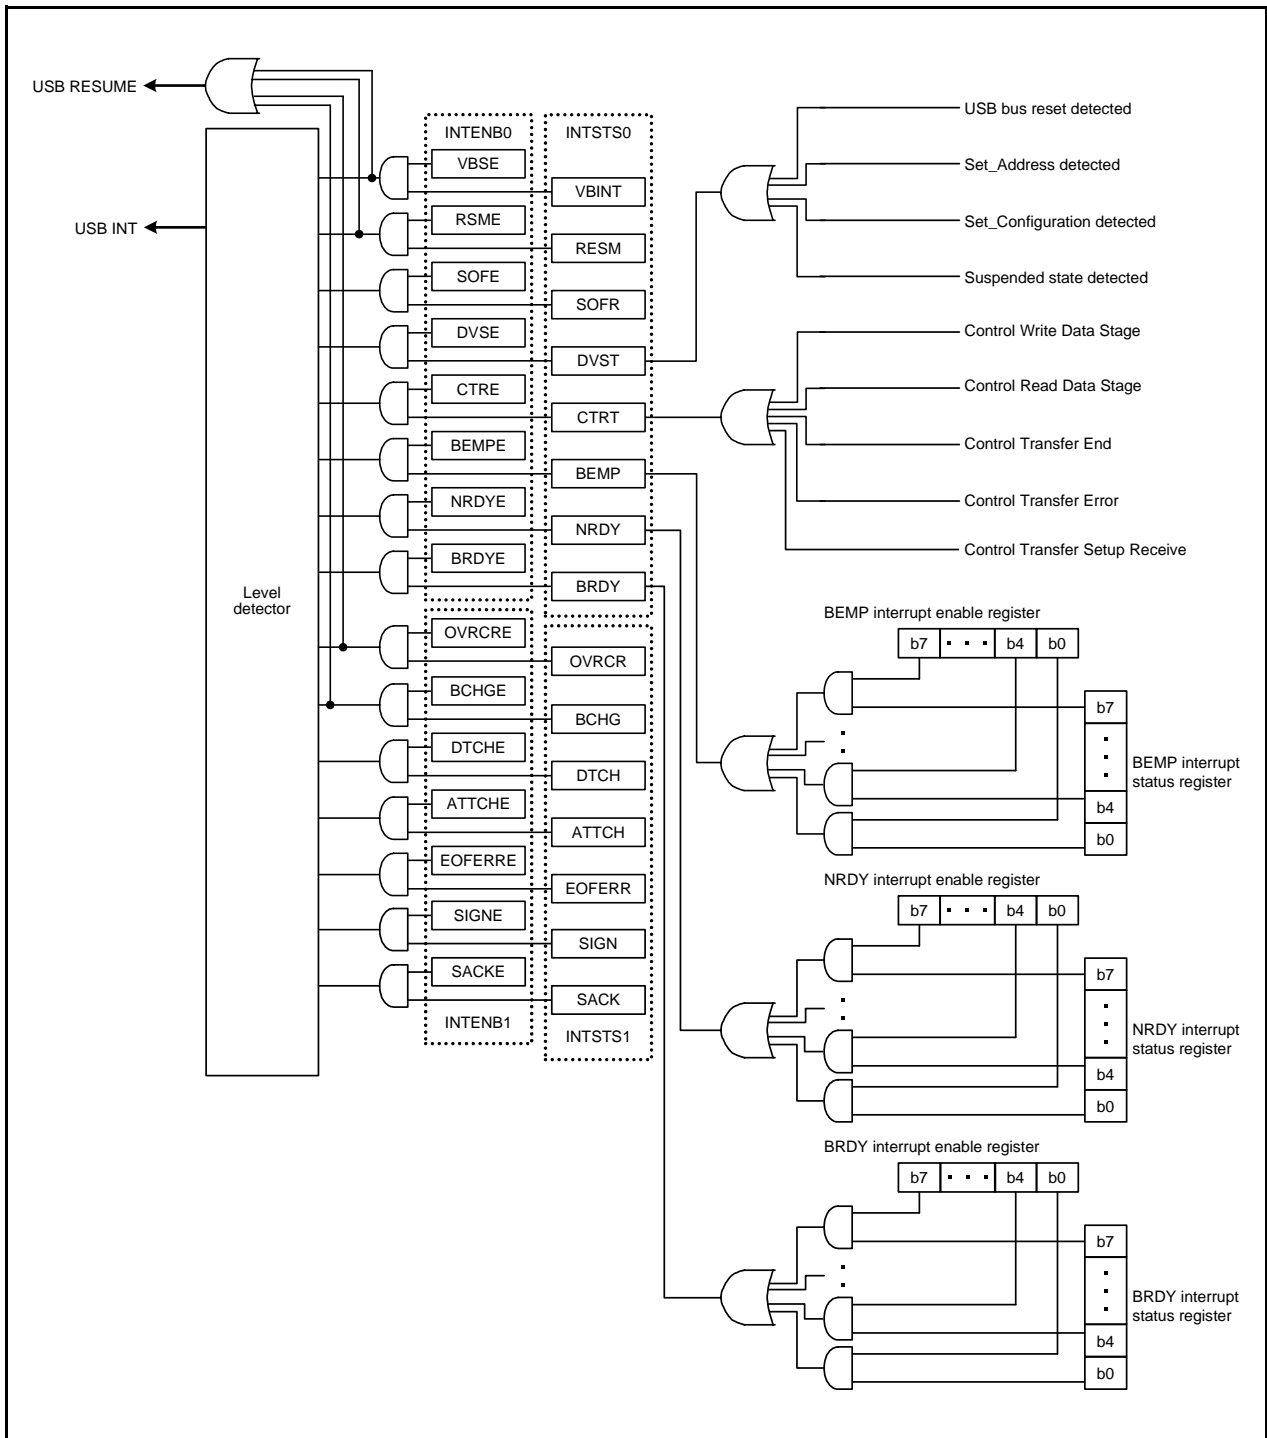 USB RESUME
USB INT
Level
detector
INTENB0
VBSE
RSME
SOFE
DVSE
CTRE
BEMPE
NRDYE
BRDYE
OVRCRE
BCHGE
DTCHE
ATTCHE
EOFERRE
SIGNE
SACKE
INTENB1
INTSTS0
VBINT
RESM
SOFR
DVST
CTRT
BEMP
NRDY
BRDY
OVRCR
BCHG
DTCH
ATTCH
EOFERR
SIGN
SACK
INTSTS1
USB bus reset detected
Set_Address detected
Set_Configuration detected
Suspended state detected
Control Write Data Stage
Control Read Data Stage
Control Transfer End
Control Transfer Error
Control Transfer Setup Receive
BEMP interrupt enable register
b7 · · · b4 b0
b7
b4
b0
BEMP interrupt
status register
NRDY interrupt enable register
b7 · · · b4 b0
b7
b4
b0
NRDY interrupt
status register
BRDY interrupt enable register
b7 · · · b4 b0
b7
b4
b0
BRDY interrupt
status register